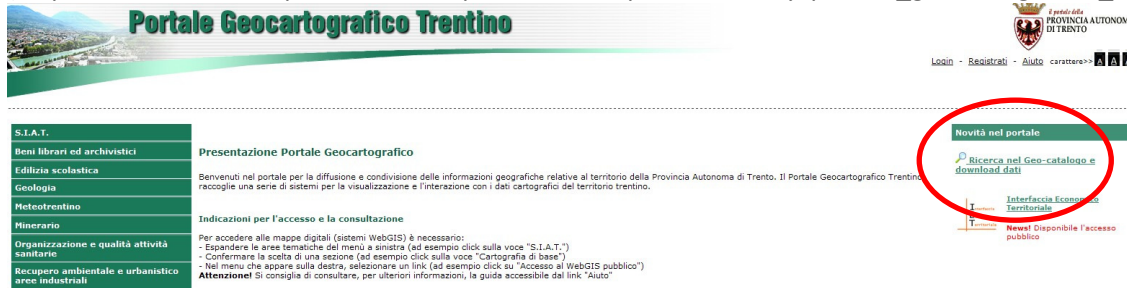 Portale Geocartografico Trentino
il portale della
PROVINCIA AUTONOM
DI TRENTO
Login - Registrati - Aiuto carattere>> A A A
S.I.A.T.
Beni librari ed archivistici
Edilizia scolastica
Geologia
Meteotrentino
Minerario
Organizzazione e qualità attività
sanitarie
Recupero ambientale e urbanistico
aree industriali
Presentazione Portale Geocartografico
Benvenuti nel portale per la diffusione e condivisione delle informazioni geografiche relative al territorio della Provincia Autonoma di Trento. Il Portale Geocartografico Trentino
raccoglie una serie di sistemi per la visualizzazione e l'interazione con i dati cartografici del territorio trentino.
Indicazioni per l'accesso e la consultazione
Per accedere alle mappe digitali (sistemi WebGIS) è necessario:
- Espandere le aree tematiche del menù a sinistra (ad esempio click sulla voce "S.I.A.T.")
- Confermare la scelta di una sezione (ad esempio click sulla voce "Cartografia di base")
- Nel menu che appare sulla destra, selezionare un link (ad esempio click su "Accesso al WebGIS pubblico")
Attenzione! Si consiglia di consultare, per ulteriori informazioni, la guida accessibile dal link "Aiuto"
Novità nel portale
Ricerca nel Geo-catalogo e
download dati
Interfaccia Economico
Territoriale
News! Disponibile l'accesso
pubblico